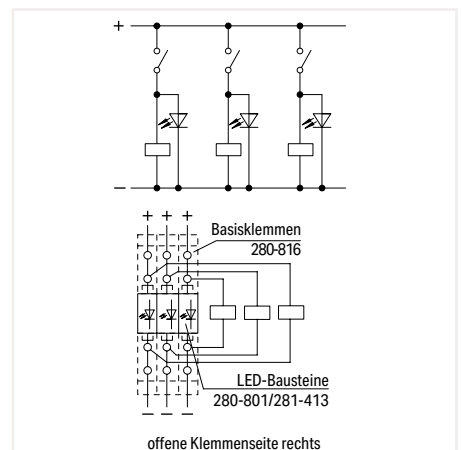 +
−
+ + +
Basisklemmen
280-816
LED-Bausteine
280-801/281-413
− − −
offene Klemmenseite rechts